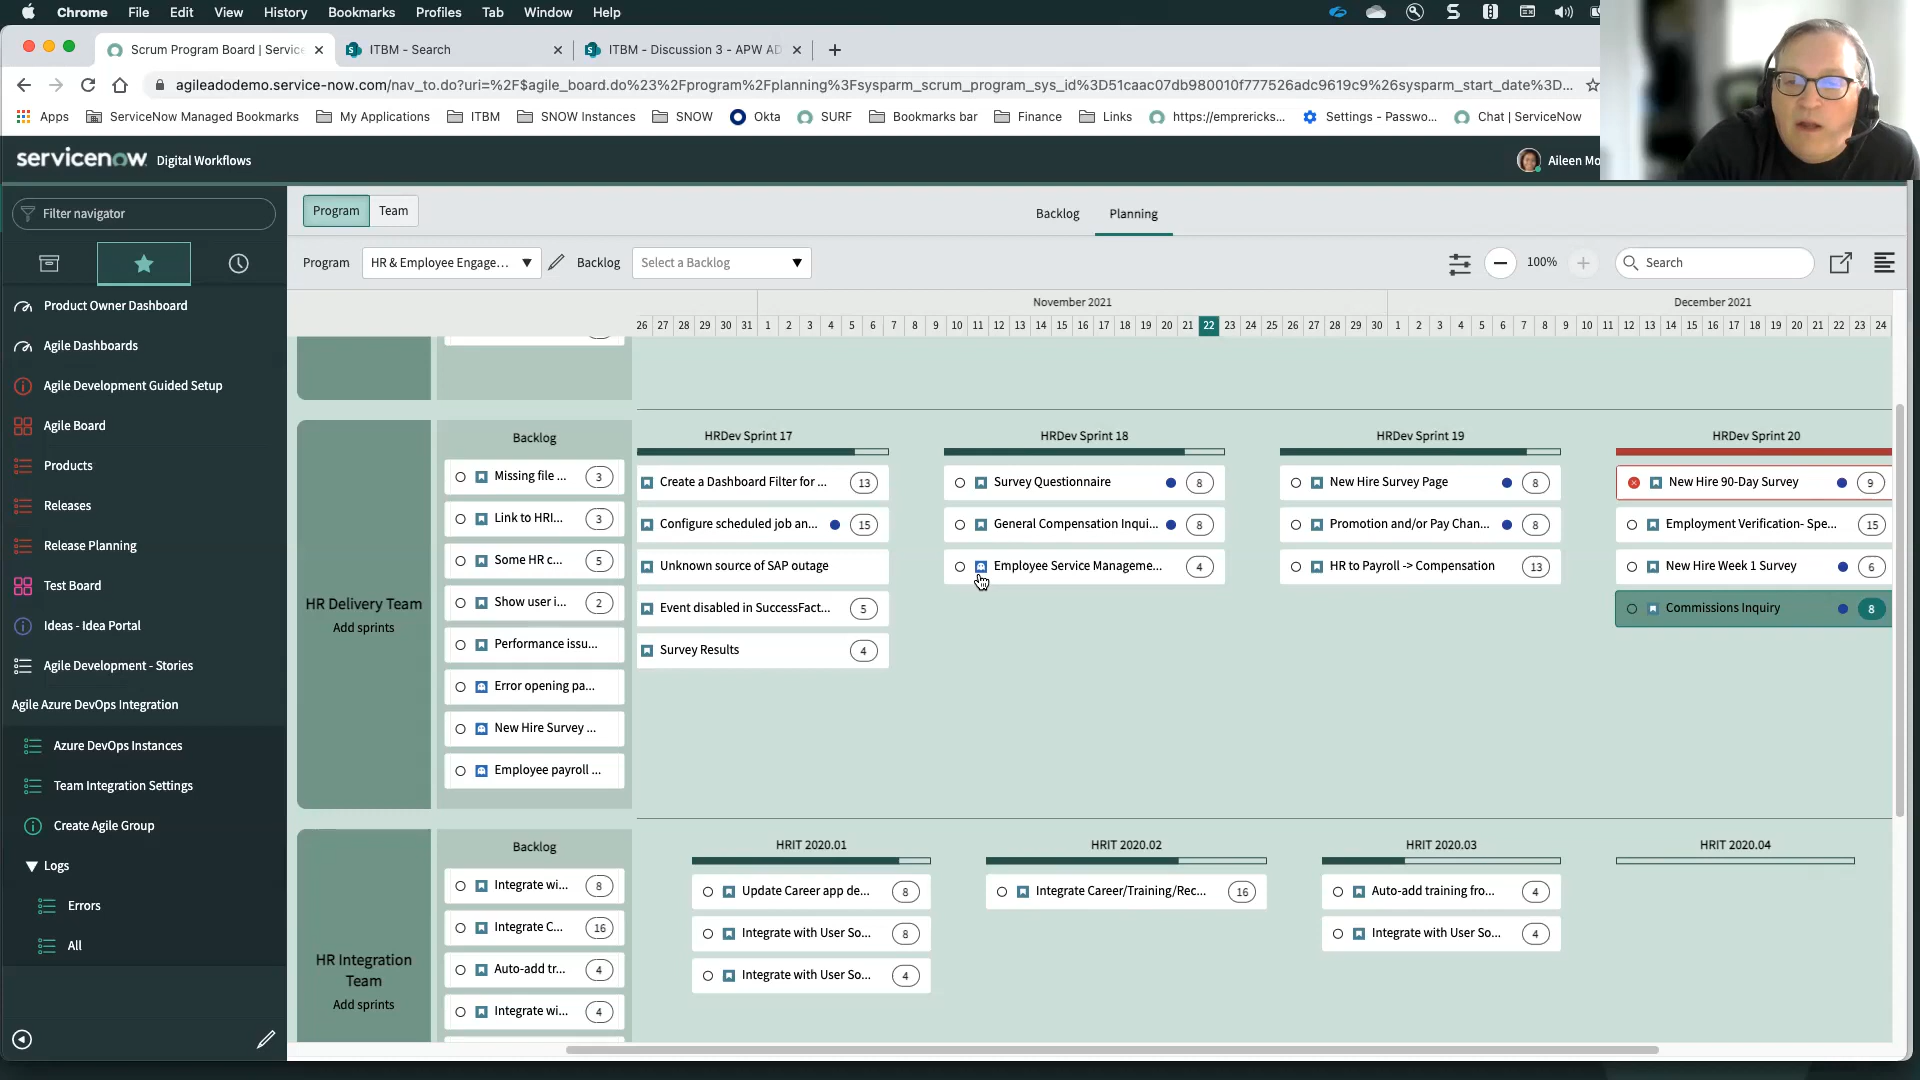 Chrome File Edit View History Bookmarks Profiles Tab Window Help
Scrum Program Board | Service
ITBM - Search
ITBM - Discussion 3 - APW AD
agileadodemo.service-now.com/nav_to.do?uri=%2F$agile_board.do%23%2Fprogram%2Fplanning%3Fsysparm_scrum_program_sys_id%3D51caac07db980010f777526adc9619c9%26sysparm_start_date%3D...
Apps ServiceNow Managed Bookmarks My Applications ITBM SNOW Instances SNOW Okta SURF Bookmarks bar Finance Links https://emprericks... Settings - Passwo... Chat | ServiceNow
servicenow Digital Workflows
Aileen Mo
Filter navigator
Product Owner Dashboard
Agile Dashboards
Agile Development Guided Setup
Agile Board
Products
Releases
Release Planning
Test Board
Ideas - Idea Portal
Agile Development - Stories
Agile Azure DevOps Integration
Azure DevOps Instances
Team Integration Settings
Create Agile Group
Logs
Errors
All
Program Team
Backlog Planning
Program HR & Employee Engage... Backlog Select a Backlog
100%
Search
November 2021 December 2021
26 27 28 29 30 31 1 2 3 4 5 6 7 8 9 10 11 12 13 14 15 16 17 18 19 20 21 22 23 24 25 26 27 28 29 30 1 2 3 4 5 6 7 8 9 10 11 12 13 14 15 16 17 18 19 20 21 22 23 24
HR Delivery Team
Add sprints
Backlog
Missing file ... 3
Link to HRI... 3
Some HR c... 5
Show user i... 2
Performance issu...
Error opening pa...
New Hire Survey ...
Employee payroll ...
HRDev Sprint 17
Create a Dashboard Filter for ... 13
Configure scheduled job an... 15
Unknown source of SAP outage
Event disabled in SuccessFact... 5
Survey Results 4
HRDev Sprint 18
Survey Questionnaire 8
General Compensation Inqui... 8
Employee Service Manageme... 4
HRDev Sprint 19
New Hire Survey Page 8
Promotion and/or Pay Chan... 8
HR to Payroll -> Compensation 13
HRDev Sprint 20
New Hire 90-Day Survey 9
Employment Verification- Spe... 15
New Hire Week 1 Survey 6
Commissions Inquiry 8
HR Integration
Team
Add sprints
Backlog
Integrate wi... 8
Integrate C... 16
Auto-add tr... 4
Integrate wi... 4
HRIT 2020.01
Update Career app de... 8
Integrate with User So... 8
Integrate with User So... 4
HRIT 2020.02
Integrate Career/Training/Rec... 16
HRIT 2020.03
Auto-add training fro... 4
Integrate with User So... 4
HRIT 2020.04